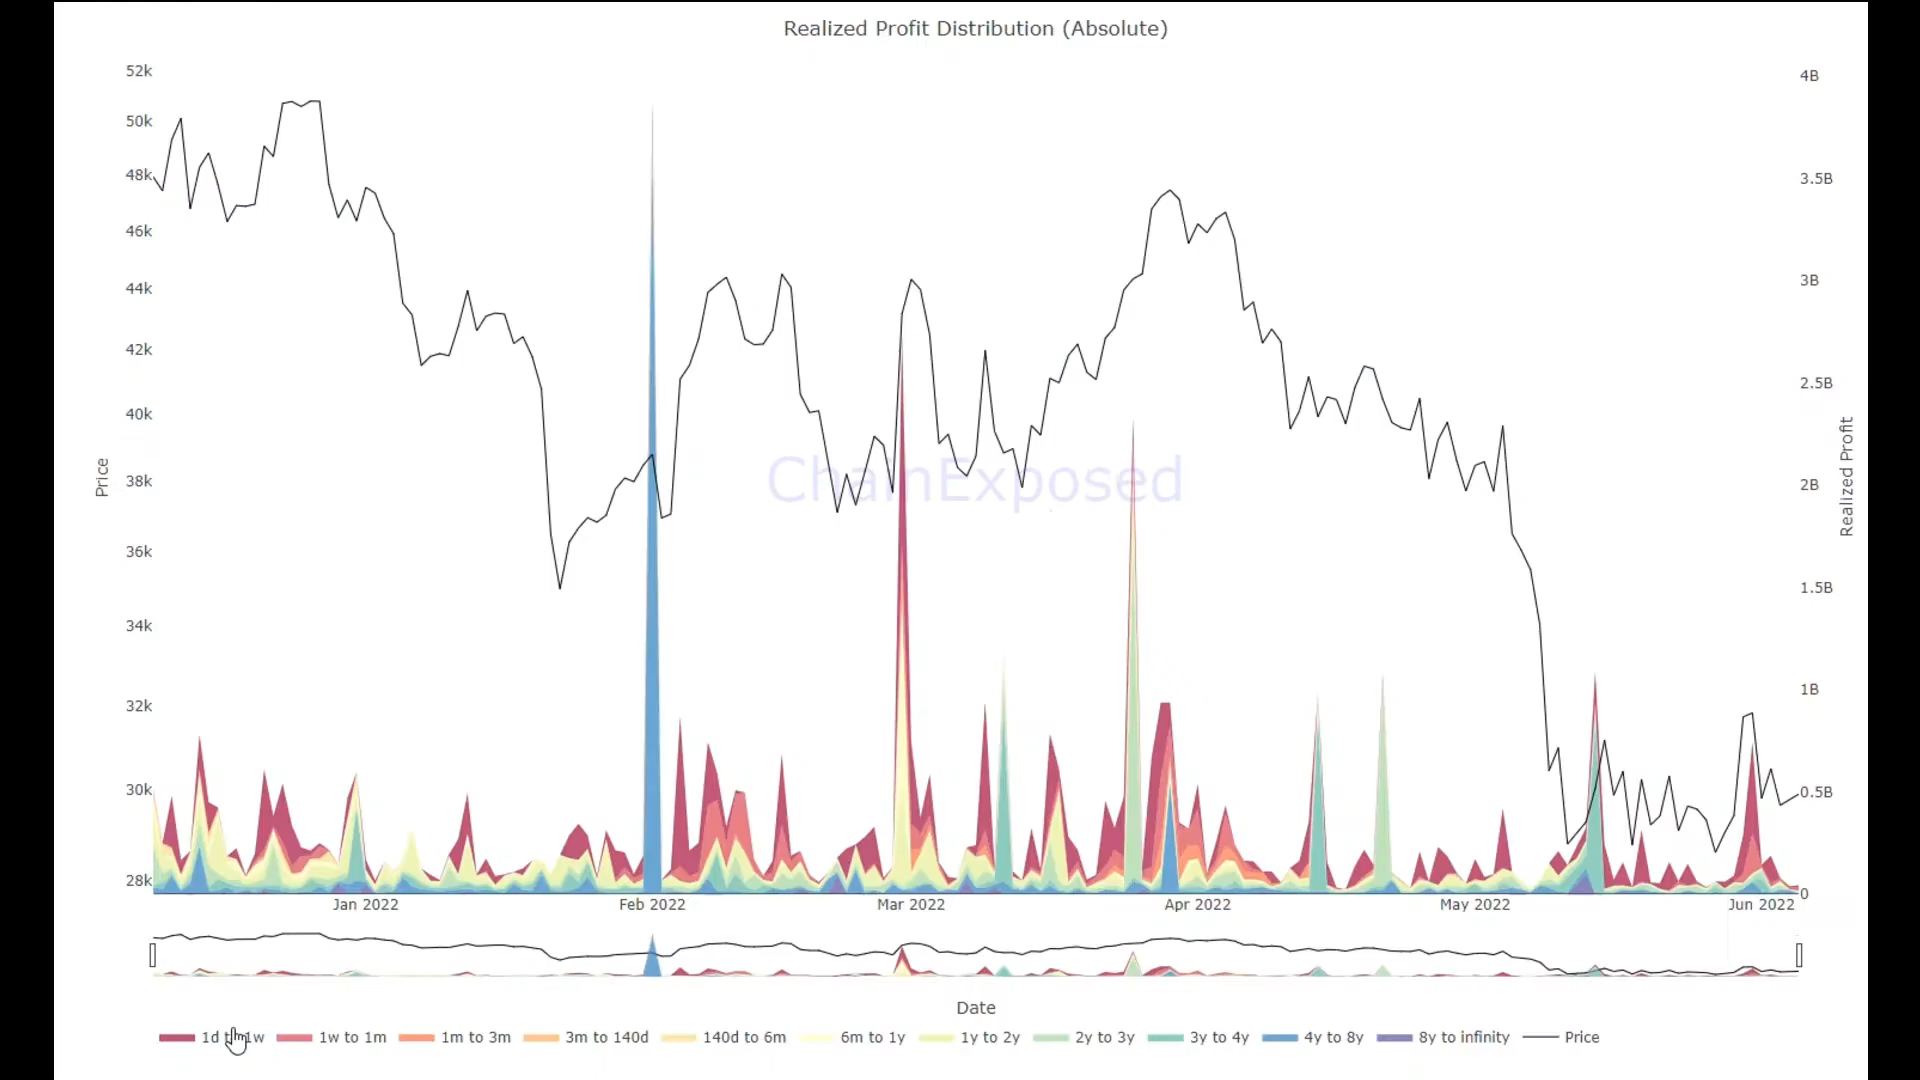 Realized Profit Distribution (Absolute)
52k
50k
48k
46k
44k
42k
40k
38k
36k
34k
32k
30k
28k
Price
4B
3.5B
3B
2.5B
2B
1.5B
1B
0.5B
0
Realized Profit
ChainExposed
Jan 2022 Feb 2022 Mar 2022 Apr 2022 May 2022 Jun 2022
Date
1d to 1w 1w to 1m 1m to 3m 3m to 140d 140d to 6m 6m to 1y 1y to 2y 2y to 3y 3y to 4y 4y to 8y 8y to infinity Price